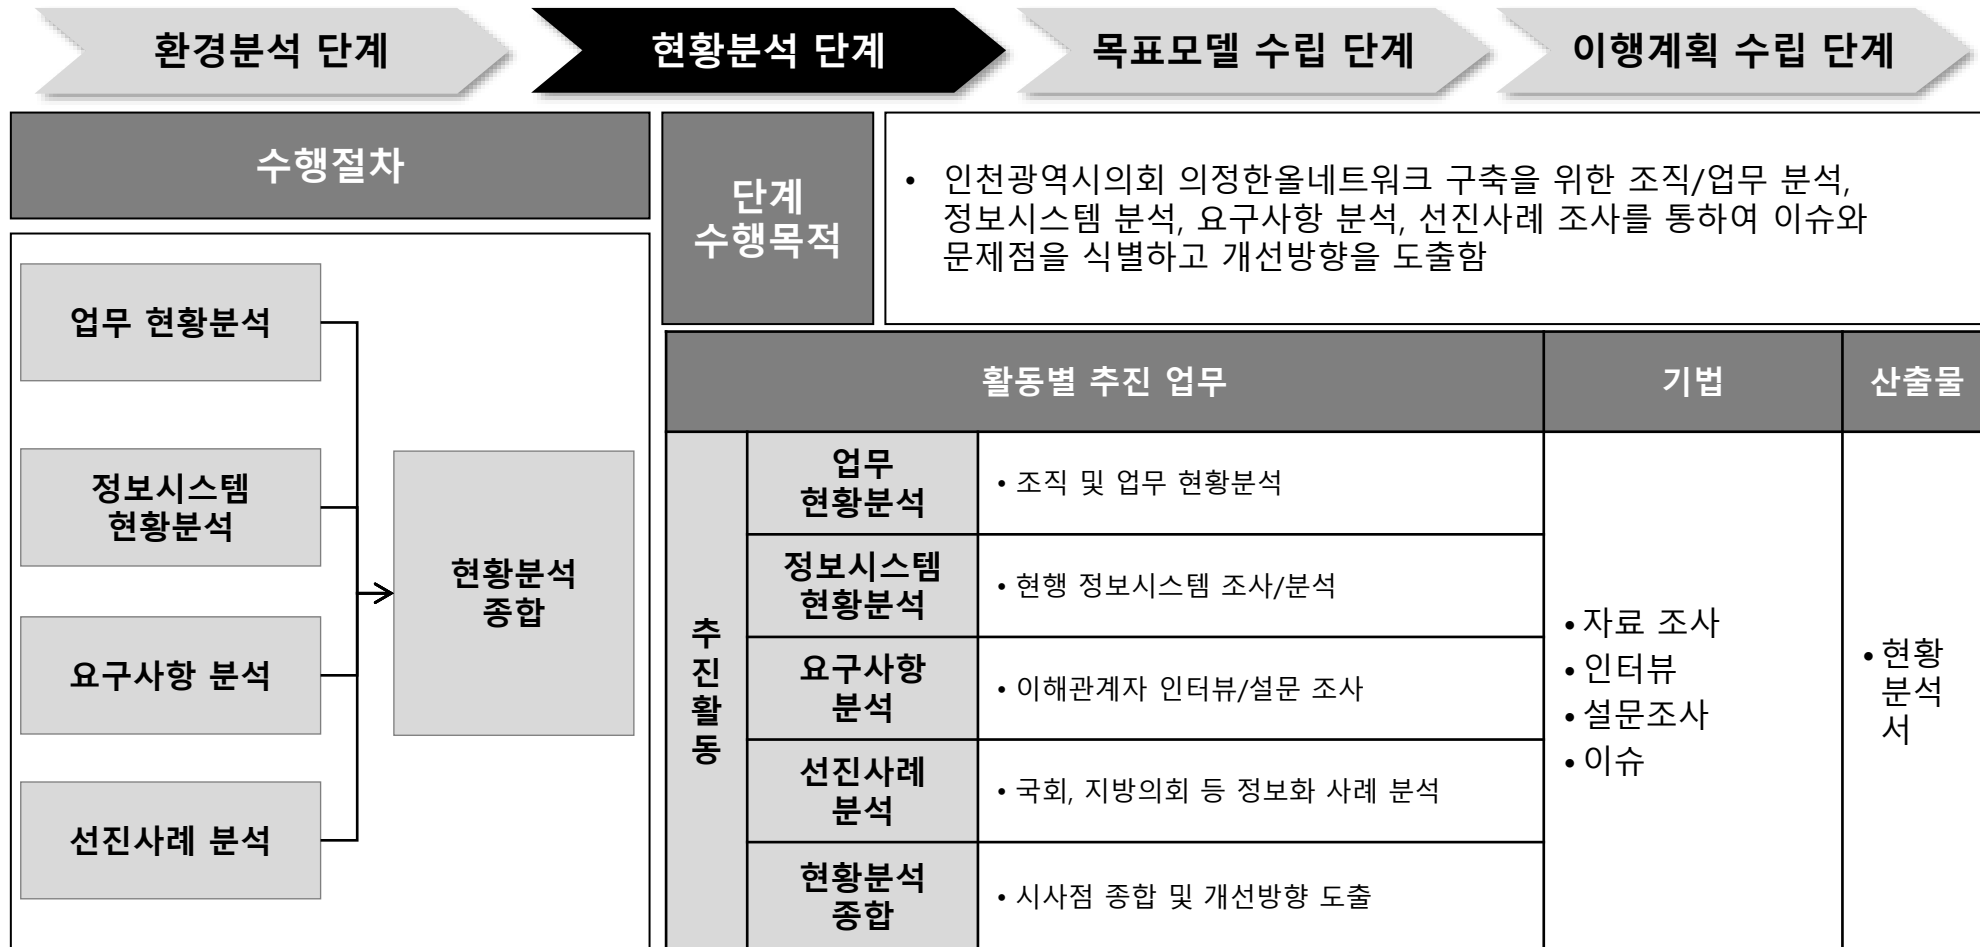 환경분석 단계
현황분석 단계
목표모델 수립 단계
이행계획 수립 단계
수행절차
업무 현황분석
정보시스템
현황분석
요구사항 분석
선진사례 분석
현황분석
종합
단계
수행목적
• 인천광역시의회 의정한올네트워크 구축을 위한 조직/업무 분석,
정보시스템 분석, 요구사항 분석, 선진사례 조사를 통하여 이슈와
문제점을 식별하고 개선방향을 도출함
활동별 추진 업무
기법
산출물
추
진
활
동
업무
현황분석
• 조직 및 업무 현황분석
정보시스템
현황분석
• 현행 정보시스템 조사/분석
요구사항
분석
• 이해관계자 인터뷰/설문 조사
선진사례
분석
• 국회, 지방의회 등 정보화 사례 분석
현황분석
종합
• 시사점 종합 및 개선방향 도출
• 자료 조사
• 인터뷰
• 설문조사
• 이슈
• 현황
분석
서